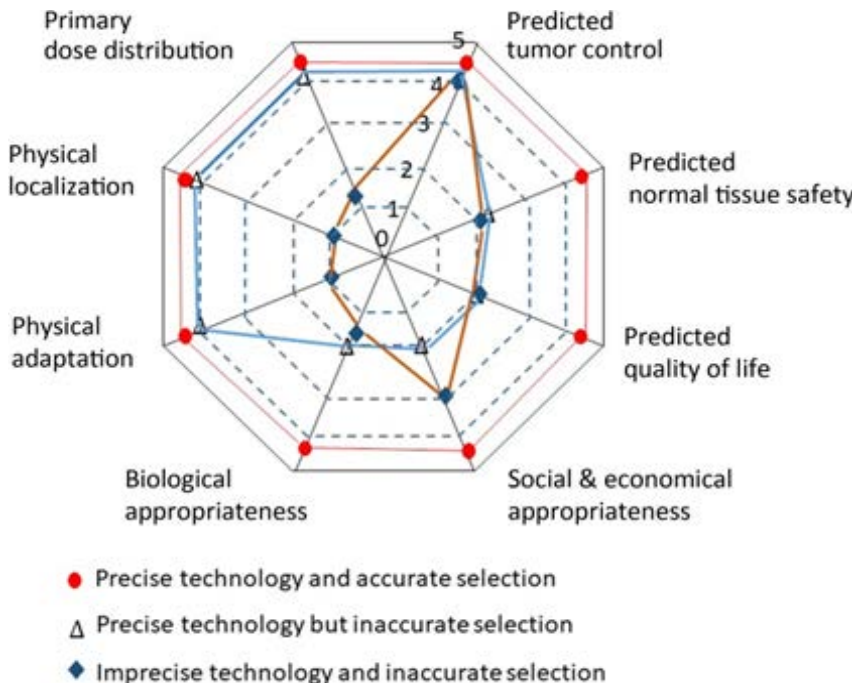 Primary
dose distribution
Predicted
tumor control
5
4
3
2
1
0
Physical
localization
Predicted
normal tissue safety
Physical
adaptation
Predicted
quality of life
Biological
appropriateness
Social & economical
appropriateness
Precise technology and accurate selection
Precise technology but inaccurate selection
Imprecise technology and inaccurate selection